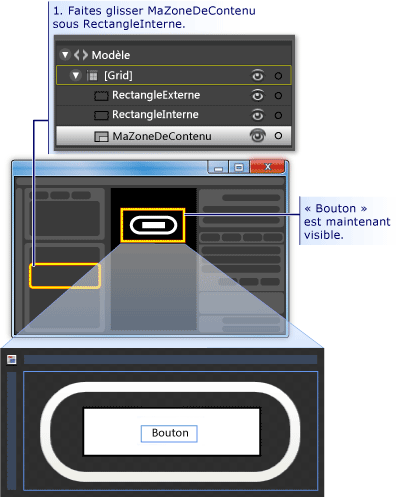 1. Faites glisser MaZoneDeContenu
sous RectangleInterne.
Modèle
[Grid]
RectangleExterne
RectangleInterne
MaZoneDeContenu
« Bouton »
est maintenant
visible.
Bouton